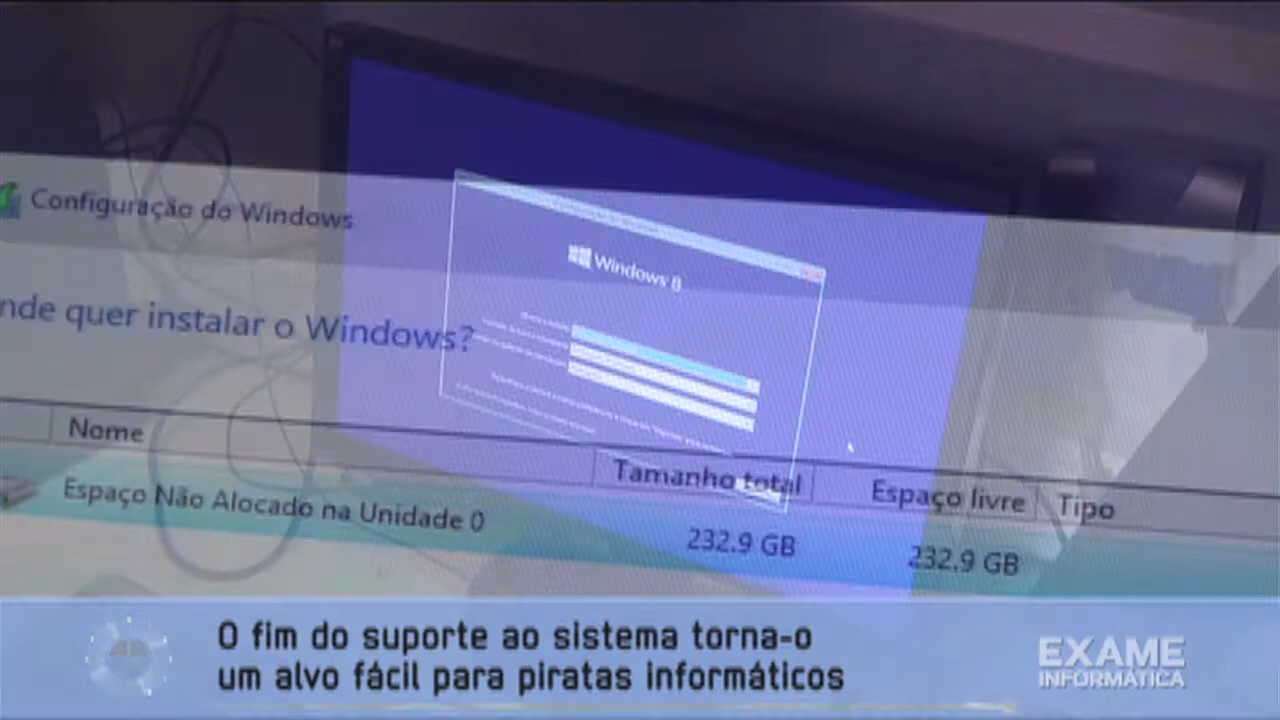 Configuração do Windows
nde quer instalar o Windows?
Windows 8
Nome
Tamanho total
Espaço livre
Tipo
Espaço Não Alocado na Unidade 0
232.9 GB
232.9 GB
O fim do suporte ao sistema torna-o
um alvo fácil para piratas informáticos
EXAME
INFORMÁTICA